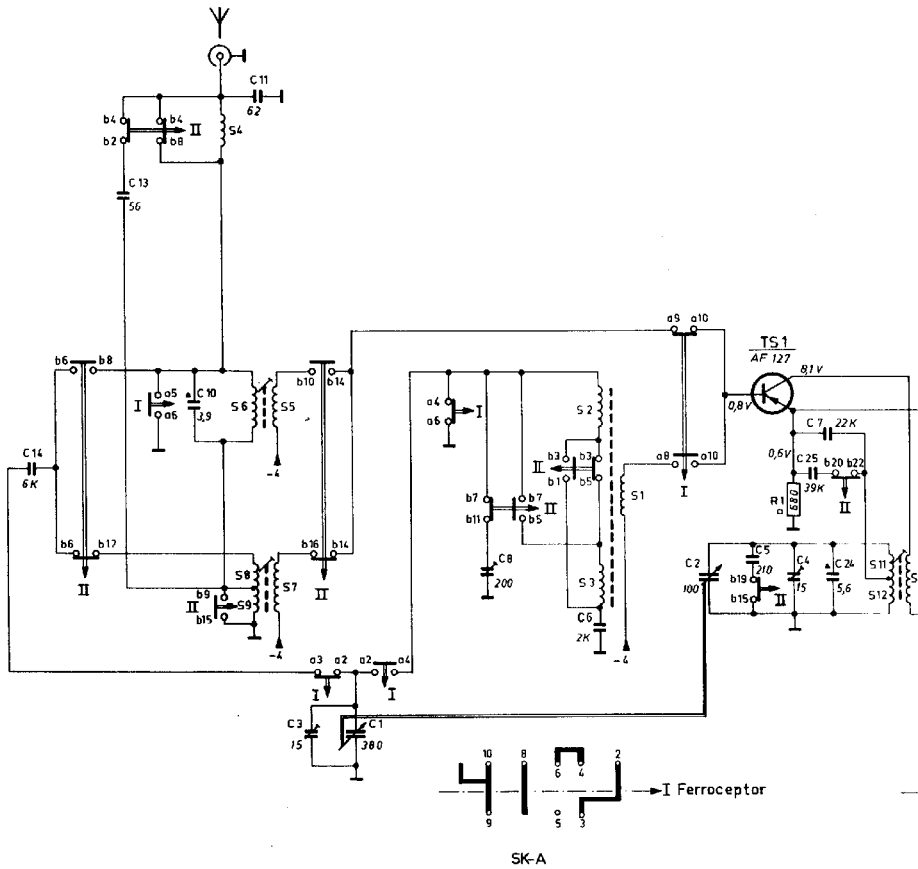 C11
62
b4
b4
II
S4
b2
b8
C13
56
a9 a10
TS1
AF 127
8,1V
b6 b8
b10 b14
I
a5
a6
C10
3,9
S6 S5
a4
a6
I
S2
0,8V
C7 22K
-4
b3
b1
II
b3
b5
a8 a10
I
0,6V
C25
39K
b20 b22
II
C14
6K
b7
b11
b7
b5
II
S1
R1
680
C8
200
S3
b6 b12
II
b16 b14
II
S8
S7
S9
II
b9
b15
-4
C6
2K
-4
C2
100
C5
210
b19
b15
II
C4
15
C24
5,6
S11
S12
S
a3 a2
I
a2 a4
I
C3
15
C1
380
10 8 6 4 2
I Ferroceptor
9 5 3
SK-A